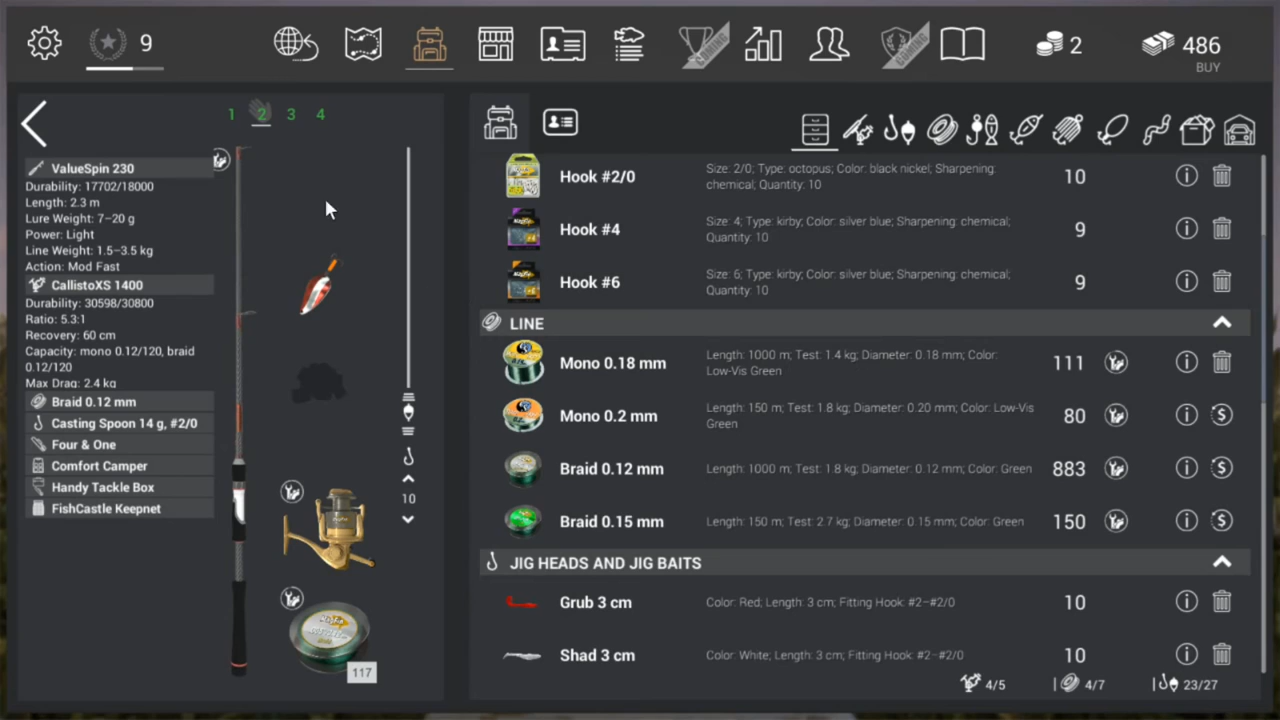 9
2
486
BUY
COMING
COMING
1 2 3 4
ValueSpin 230
Durability: 17702/18000
Length: 2.3 m
Lure Weight: 7–20 g
Power: Light
Line Weight: 1.5–3.5 kg
Action: Mod Fast
CallistoXS 1400
Durability: 30598/30800
Ratio: 5.3:1
Recovery: 60 cm
Capacity: mono 0.12/120, braid
0.12/120
Max Drag: 2.4 kg
Braid 0.12 mm
Casting Spoon 14 g, #2/0
Four & One
Comfort Camper
Handy Tackle Box
FishCastle Keepnet
10
117
Hook #2/0
Size: 2/0; Type: octopus; Color: black nickel; Sharpening:
chemical; Quantity: 10
10
Hook #4
Size: 4; Type: kirby; Color: silver blue; Sharpening: chemical;
Quantity: 10
9
Hook #6
Size: 6; Type: kirby; Color: silver blue; Sharpening: chemical;
Quantity: 10
9
LINE
Mono 0.18 mm
Length: 1000 m; Test: 1.4 kg; Diameter: 0.18 mm; Color:
Low-Vis Green
111
Mono 0.2 mm
Length: 150 m; Test: 1.8 kg; Diameter: 0.20 mm; Color: Low-Vis
Green
80
Braid 0.12 mm
Length: 1000 m; Test: 1.8 kg; Diameter: 0.12 mm; Color: Green
883
Braid 0.15 mm
Length: 150 m; Test: 2.7 kg; Diameter: 0.15 mm; Color: Green
150
JIG HEADS AND JIG BAITS
Grub 3 cm
Color: Red; Length: 3 cm; Fitting Hook: #2–#2/0
10
Shad 3 cm
Color: White; Length: 3 cm; Fitting Hook: #2–#2/0
10
4/5
4/7
23/27